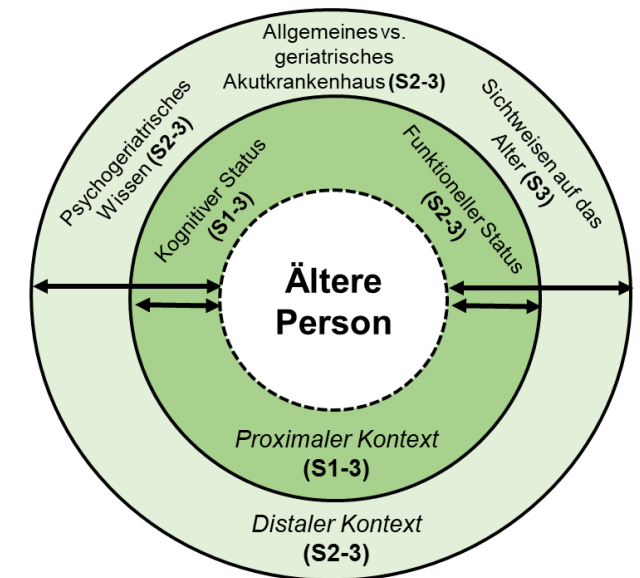 Allgemeines vs.
geriatrisches
Akutkrankenhaus (S2-3)
Psychogeriatrisches
Wissen (S2-3)
Sichtweisen auf das
Alter (S3)
Kognitiver Status
(S1-3)
Funktioneller Status
(S2-3)
Ältere
Person
Proximaler Kontext
(S1-3)
Distaler Kontext
(S2-3)